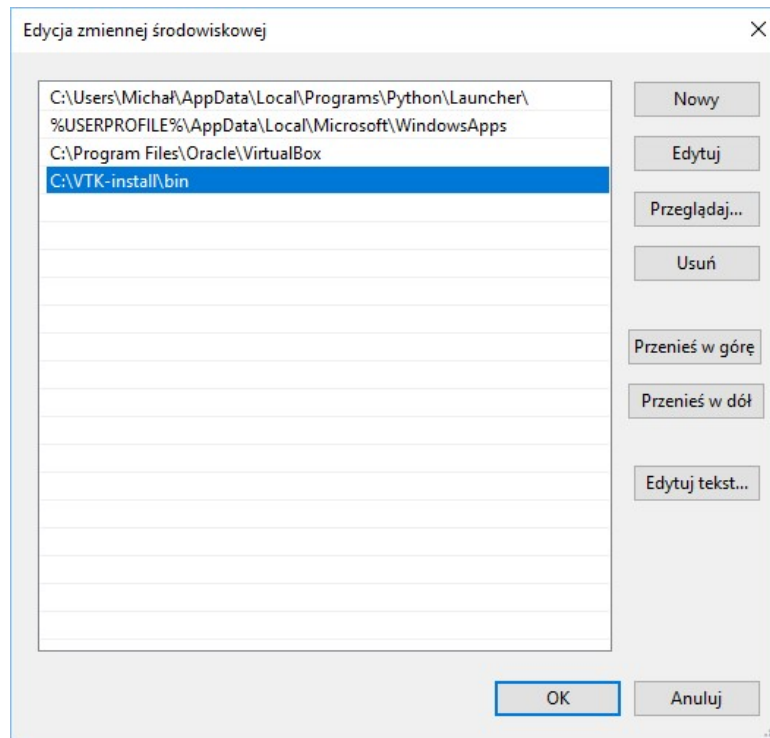 Edycja zmiennej środowiskowej
C:\Users\Michał\AppData\Local\Programs\Python\Launcher\
%USERPROFILE%\AppData\Local\Microsoft\WindowsApps
C:\Program Files\Oracle\VirtualBox
C:\VTK-install\bin
Nowy
Edytuj
Przeglądaj...
Usuń
Przenieś w górę
Przenieś w dół
Edytuj tekst...
OK
Anuluj